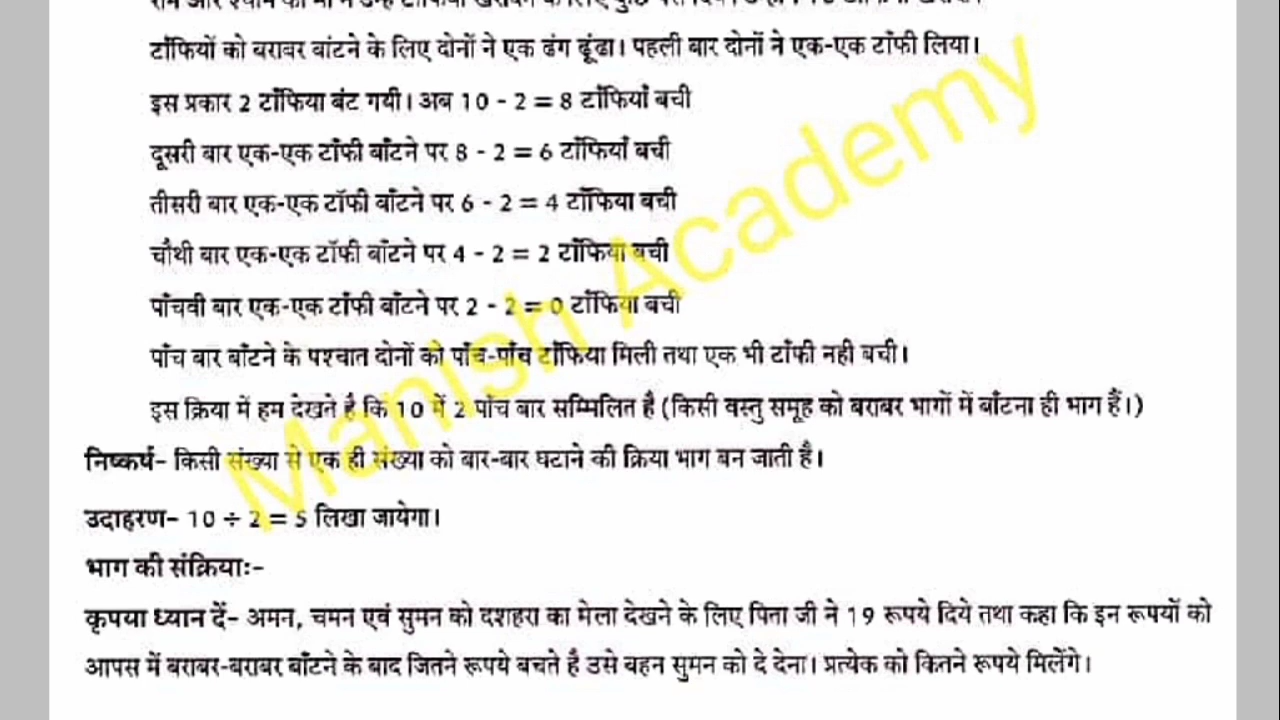 टॉफियों को बराबर बांटने के लिए दोनों ने एक ढंग ढूंढा। पहली बार दोनों ने एक-एक टॉफी लिया।
इस प्रकार 2 टॉफिया बंट गयी। अब 10 - 2 = 8 टॉफियाँ बची
दूसरी बार एक-एक टॉफी बाँटने पर 8 - 2 = 6 टॉफियाँ बची
तीसरी बार एक-एक टॉफी बाँटने पर 6 - 2 = 4 टॉफिया बची
चौथी बार एक-एक टॉफी बाँटने पर 4 - 2 = 2 टॉफिया बची
पाँचवी बार एक-एक टॉफी बाँटने पर 2 - 2 = 0 टॉफिया बची
पाँच बार बाँटने के पश्चात दोनों को पाँच-पाँच टॉफिया मिली तथा एक भी टॉफी नही बची।
इस क्रिया में हम देखते है कि 10 में 2 पाँच बार सम्मिलित है (किसी वस्तु समूह को बराबर भागों में बाँटना ही भाग हैं।)
निष्कर्ष- किसी संख्या से एक ही संख्या को बार-बार घटाने की क्रिया भाग बन जाती है।
उदाहरण- 10 ÷ 2 = 5 लिखा जायेगा।
भाग की संक्रियाः-
कृपया ध्यान दें- अमन, चमन एवं सुमन को दशहरा का मेला देखने के लिए पिता जी ने 19 रूपये दिये तथा कहा कि इन रूपयों को
आपस में बराबर-बराबर बाँटने के बाद जितने रूपये बचते है उसे बहन सुमन को दे देना। प्रत्येक को कितने रूपये मिलेंगे।
Manish Academy